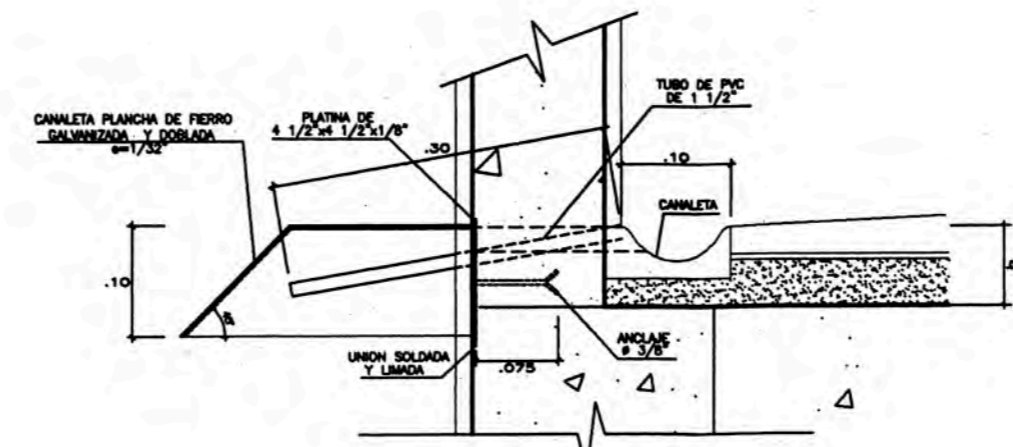 TUBO DE PVC
DE 1 1/2"
CANALETA PLANCHA DE FIERRO
GALVANIZADA Y DOBLADA
e=1/32"
PLATINA DE
4 1/2"x4 1/2"x1/8"
.30
.10
CANALETA
.10
UNION SOLDADA
Y LIMADA
.075
ANCLAJE
ø 3/8"